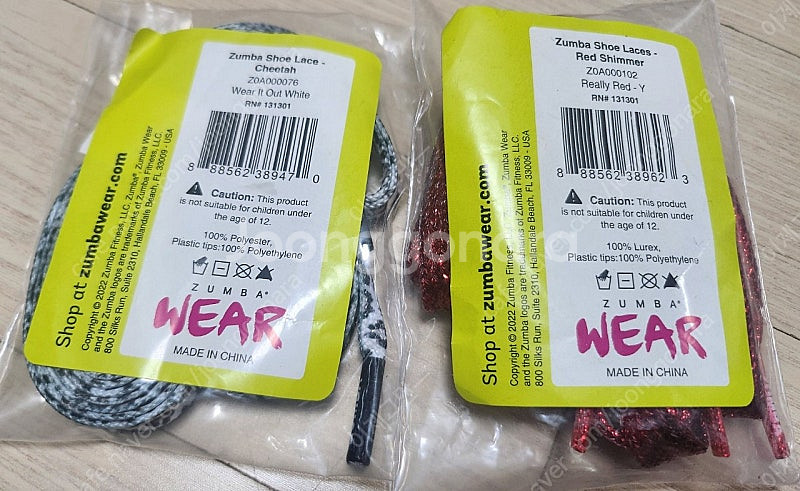 Zumba Shoe Lace -
Cheetah
Z0A000076
Wear It Out White
RN# 131301
8 88562 38947 0
Caution: This product
is not suitable for children under
the age of 12.
100% Polyester,
Plastic tips:100% Polyethylene
ZUMBA®
WEAR
MADE IN CHINA
Shop at zumbawear.com
Copyright © 2022 Zumba Fitness, LLC. Zumba®, Zumba Wear
and the Zumba logos are trademarks of Zumba Fitness, LLC.
800 Silks Run, Suite 2310, Hallandale Beach, FL 33009 - USA
Zumba Shoe Laces -
Red Shimmer
Z0A000102
Really Red - Y
RN# 131301
8 88562 38962 3
Caution: This product
is not suitable for children under
the age of 12.
100% Lurex,
Plastic tips:100% Polyethylene
ZUMBA®
WEAR
MADE IN CHINA
Shop at zumbawear.com
Copyright © 2022 Zumba Fitness, LLC. Zumba®, Zumba Wear
and the Zumba logos are trademarks of Zumba Fitness, LLC.
800 Silks Run, Suite 2310, Hallandale Beach, FL 33009 - USA
joonggonara